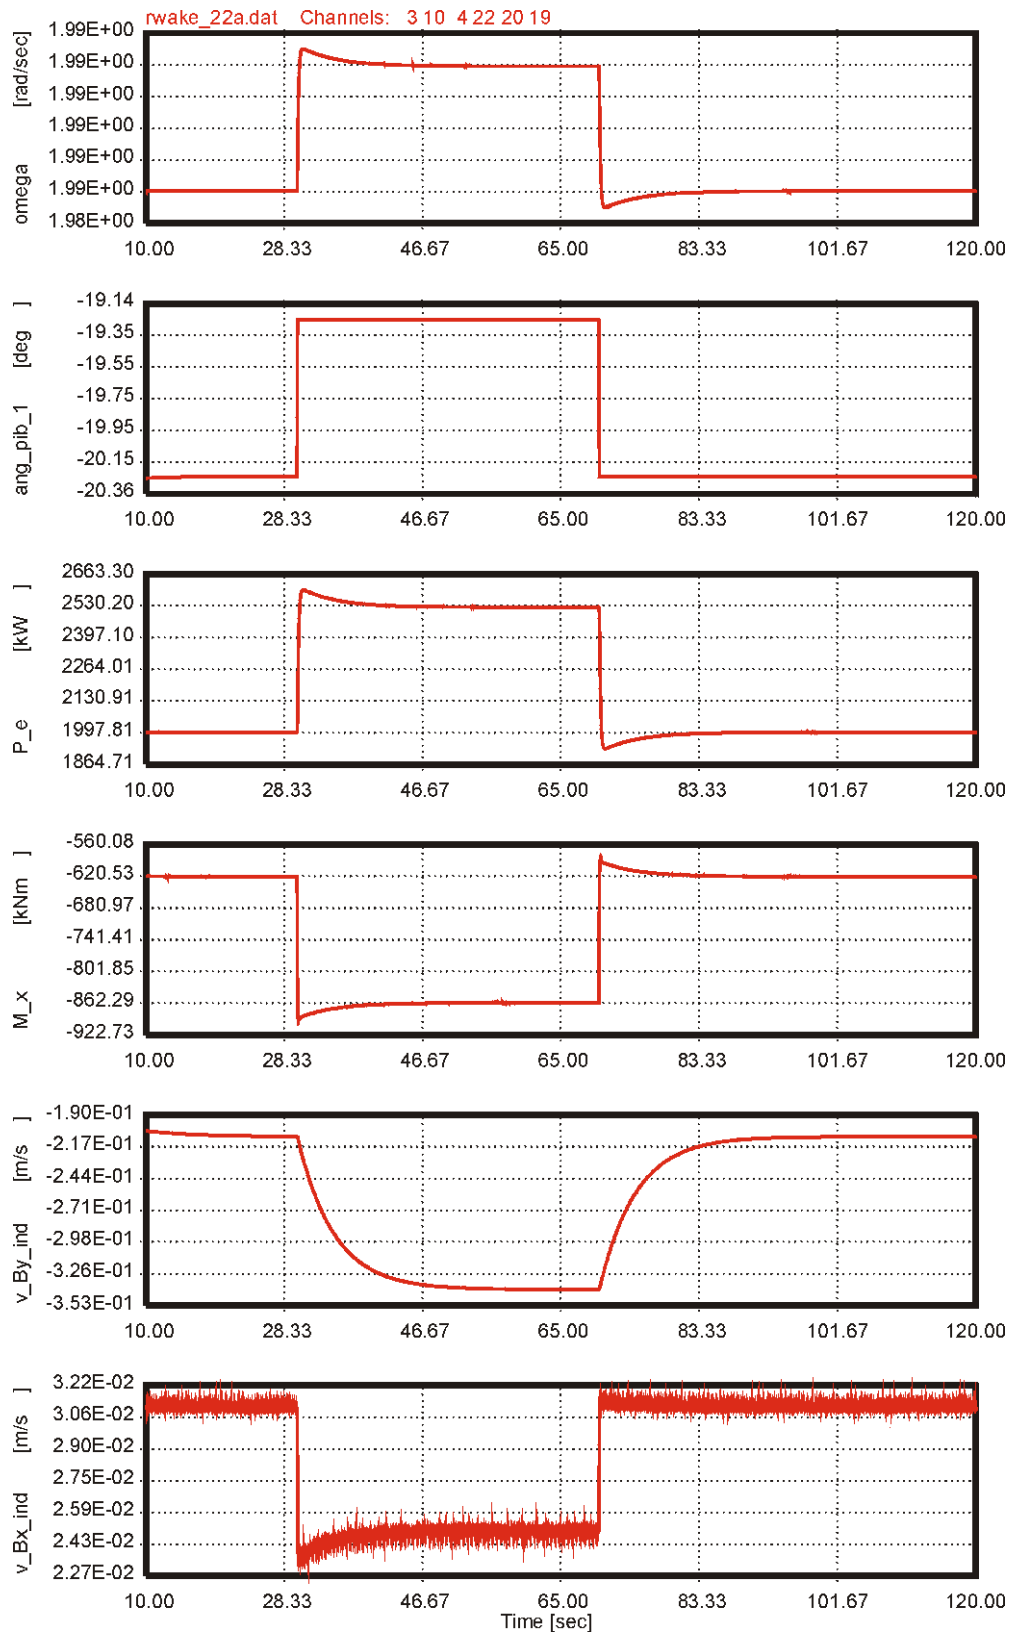 rwake_22a.dat Channels: 3 10 4 22 20 19
omega [rad/sec]
1.99E+00
1.99E+00
1.99E+00
1.99E+00
1.99E+00
1.99E+00
1.98E+00
10.00 28.33 46.67 65.00 83.33 101.67 120.00
ang_pib_1 [deg ]
-19.14
-19.35
-19.55
-19.75
-19.95
-20.15
-20.36
10.00 28.33 46.67 65.00 83.33 101.67 120.00
P_e [kW ]
2663.30
2530.20
2397.10
2264.01
2130.91
1997.81
1864.71
10.00 28.33 46.67 65.00 83.33 101.67 120.00
M_x [kNm ]
-560.08
-620.53
-680.97
-741.41
-801.85
-862.29
-922.73
10.00 28.33 46.67 65.00 83.33 101.67 120.00
v_By_ind [m/s ]
-1.90E-01
-2.17E-01
-2.44E-01
-2.71E-01
-2.98E-01
-3.26E-01
-3.53E-01
10.00 28.33 46.67 65.00 83.33 101.67 120.00
v_Bx_ind [m/s ]
3.22E-02
3.06E-02
2.90E-02
2.75E-02
2.59E-02
2.43E-02
2.27E-02
10.00 28.33 46.67 65.00 83.33 101.67 120.00
Time [sec]